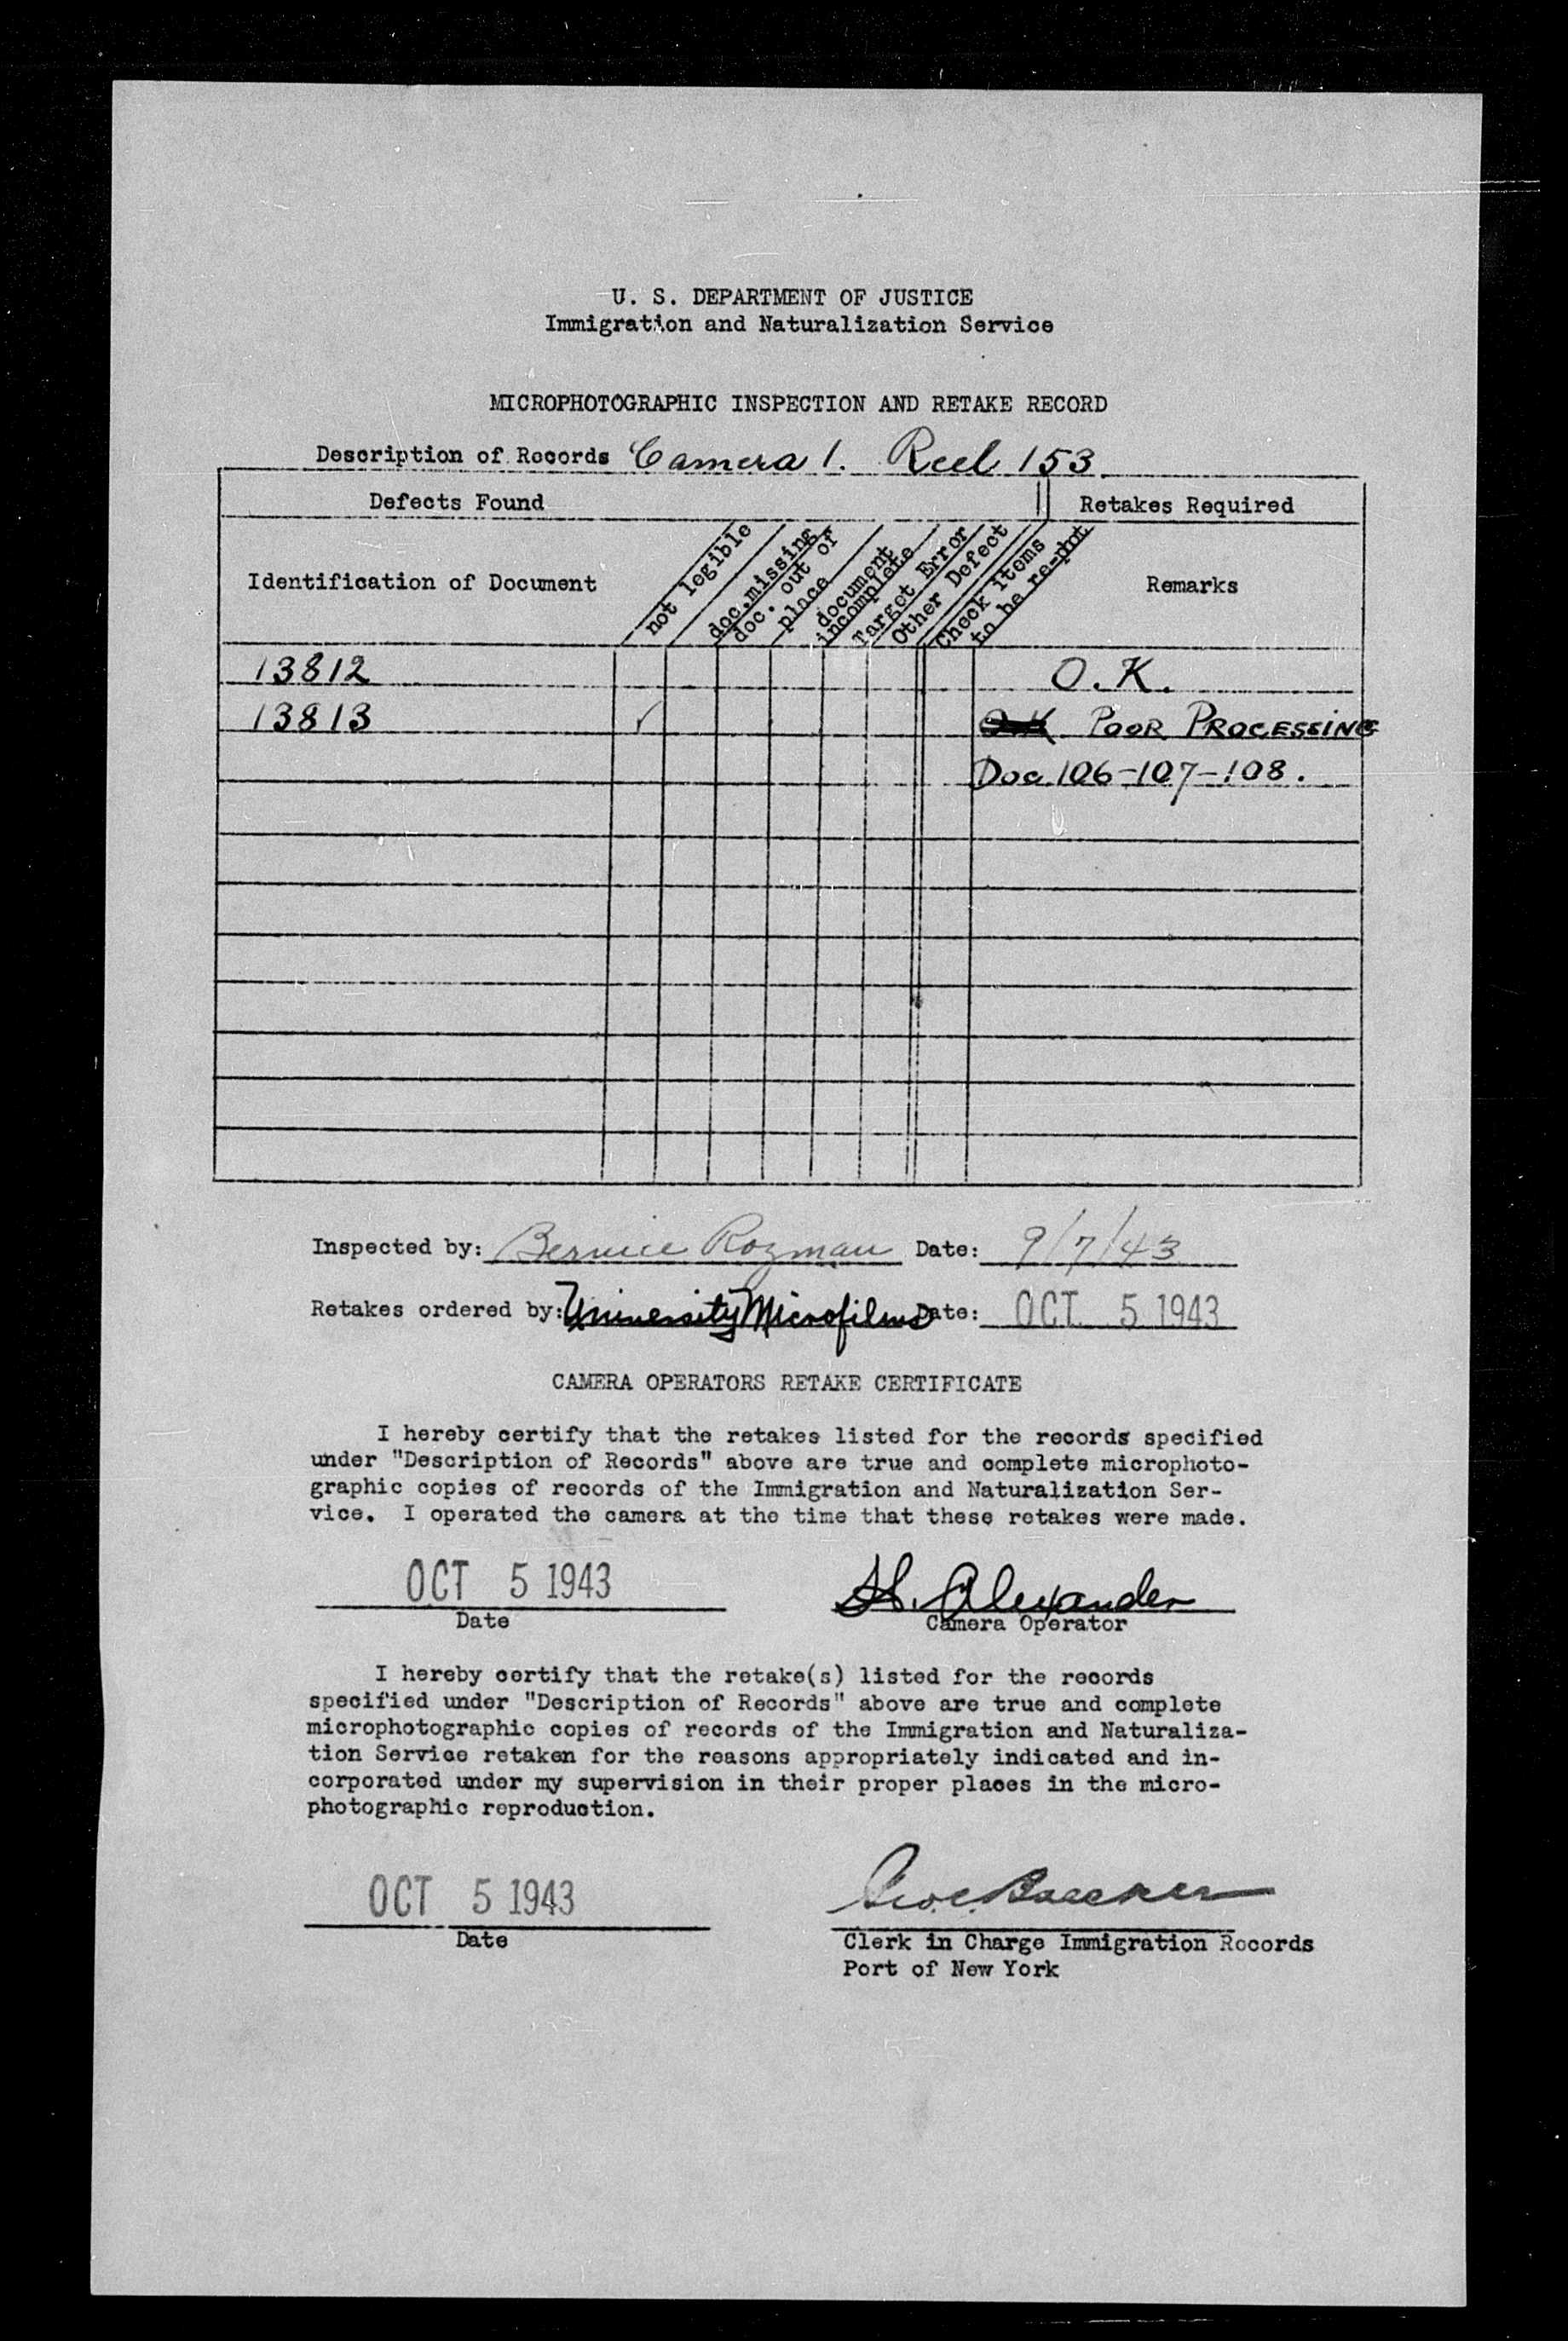 U. S. DEPARTMENT OF JUSTICE
Immigration and Naturalization Service
MICROPHOTOGRAPHIC INSPECTION AND RETAKE RECORD
Description of Records Camera 1. Reel 153
Defects Found
Retakes Required
Identification of Document
not legible
doc.missing
doc. out of
place
document
incomplete
Target Error
Other Defect
Check items
to be re-phot
Remarks
13812 O.K.
13813 ✓ OK POOR PROCESSING
Doc. 106-107-108.
Inspected by: Bernice Rozman Date: 9/7/43
Retakes ordered by: University Microfilms Date: OCT 5 1943
CAMERA OPERATORS RETAKE CERTIFICATE
I hereby certify that the retakes listed for the records specified
under "Description of Records" above are true and complete microphoto-
graphic copies of records of the Immigration and Naturalization Ser-
vice. I operated the camera at the time that these retakes were made.
OCT 5 1943 H. Alexander
Date Camera Operator
I hereby certify that the retake(s) listed for the records
specified under "Description of Records" above are true and complete
microphotographic copies of records of the Immigration and Naturaliza-
tion Service retaken for the reasons appropriately indicated and in-
corporated under my supervision in their proper places in the micro-
photographic reproduction.
OCT 5 1943
Date
Clerk in Charge Immigration Records
Port of New York